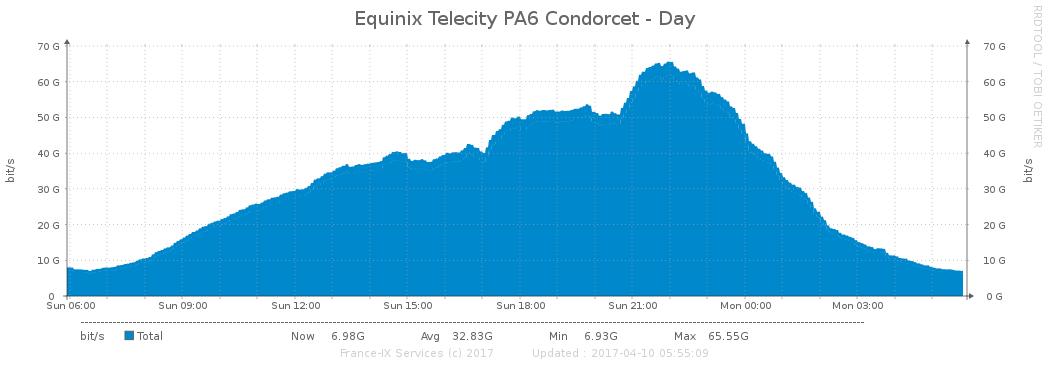 Equinix Telecity PA6 Condorcet - Day
RRDTOOL / TOBI OETIKER
70 G 70 G
60 G 60 G
50 G 50 G
40 G 40 G
30 G 30 G
20 G 20 G
10 G 10 G
0 0 G
bit/s bit/s
Sun 06:00 Sun 09:00 Sun 12:00 Sun 15:00 Sun 18:00 Sun 21:00 Mon 00:00 Mon 03:00
bit/s Total Now 6.98G Avg 32.83G Min 6.93G Max 65.55G
France-IX Services (c) 2017 Updated : 2017-04-10 05:55:09